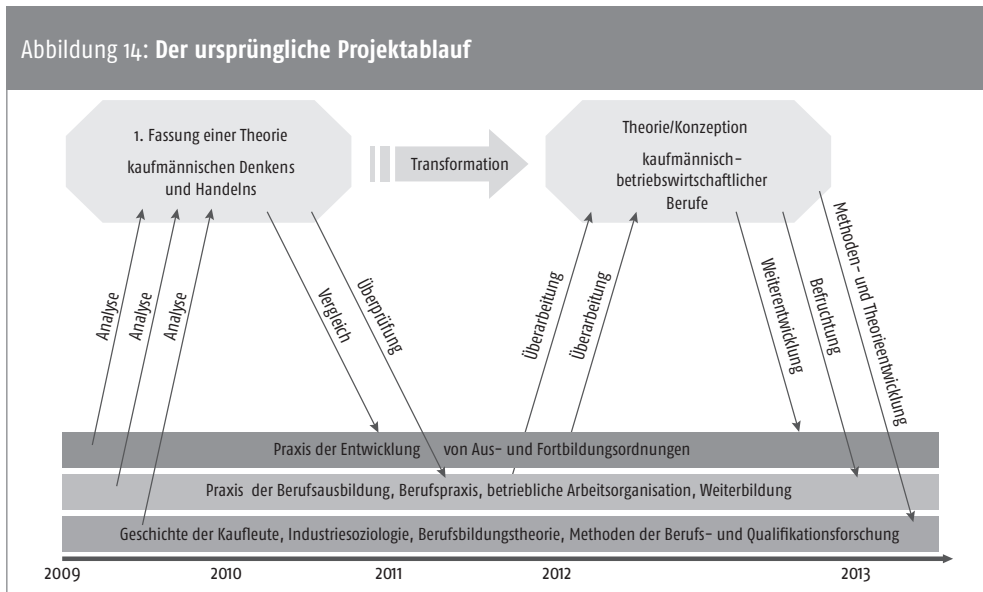 Abbildung 14: Der ursprüngliche Projektablauf
1. Fassung einer Theorie
kaufmännischen Denkens
und Handelns
Transformation
Theorie/Konzeption
kaufmännisch-
betriebswirtschaftlicher
Berufe
Analyse
Analyse
Analyse
Vergleich
Überprüfung
Überarbeitung
Überarbeitung
Weiterentwicklung
Befruchtung
Methoden- und Theorieentwicklung
Praxis der Entwicklung von Aus- und Fortbildungsordnungen
Praxis der Berufsausbildung, Berufspraxis, betriebliche Arbeitsorganisation, Weiterbildung
Geschichte der Kaufleute, Industriesoziologie, Berufsbildungstheorie, Methoden der Berufs- und Qualifikationsforschung
2009 2010 2011 2012 2013